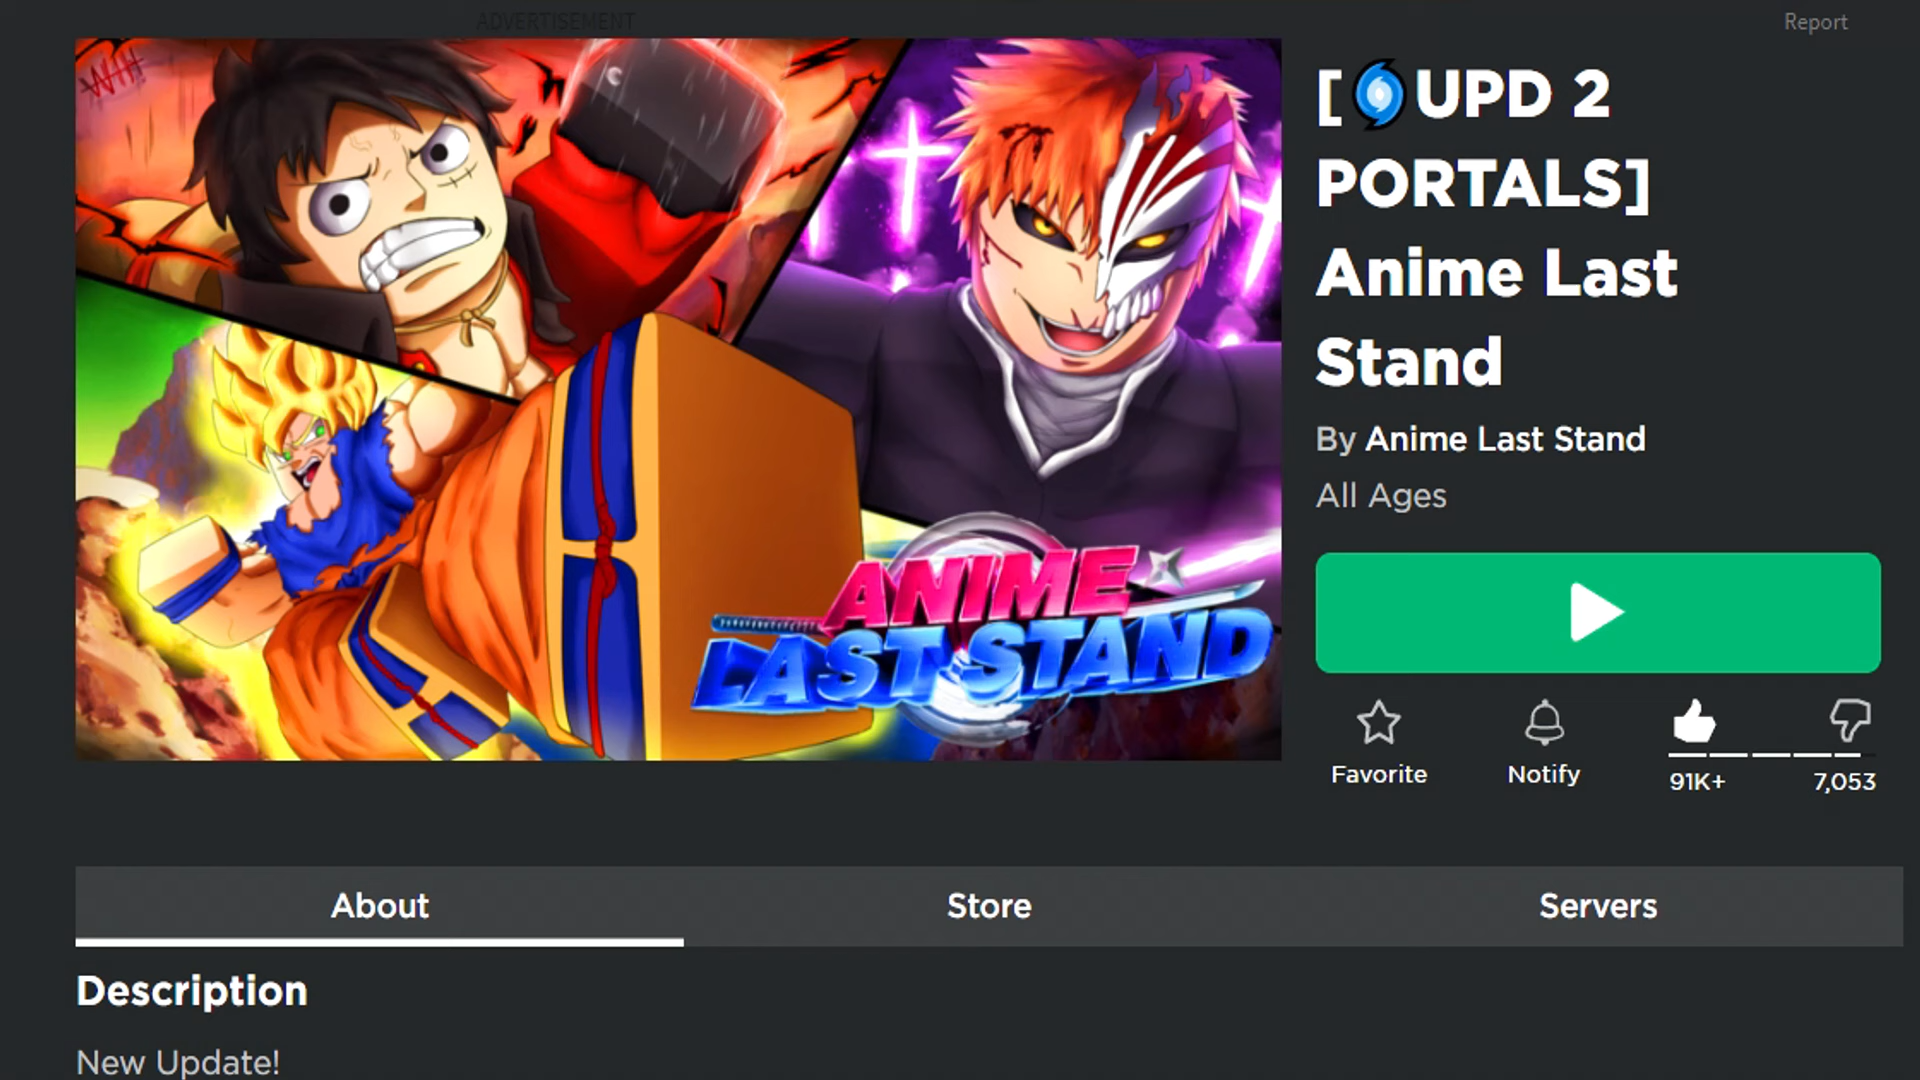 ADVERTISEMENT
Report
[🌀UPD 2
PORTALS]
Anime Last
Stand
By Anime Last Stand
All Ages
ANIME
LAST STAND
Favorite
Notify
91K+
7,053
About
Store
Servers
Description
New Update!